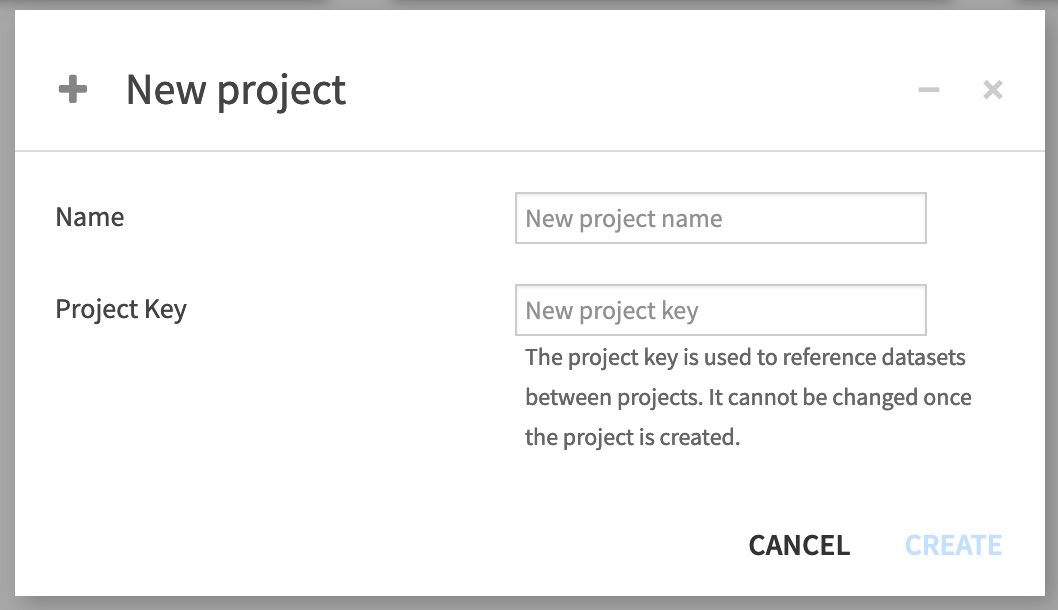 New project
Name
New project name
Project Key
New project key
The project key is used to reference datasets
between projects. It cannot be changed once
the project is created.
CANCEL
CREATE